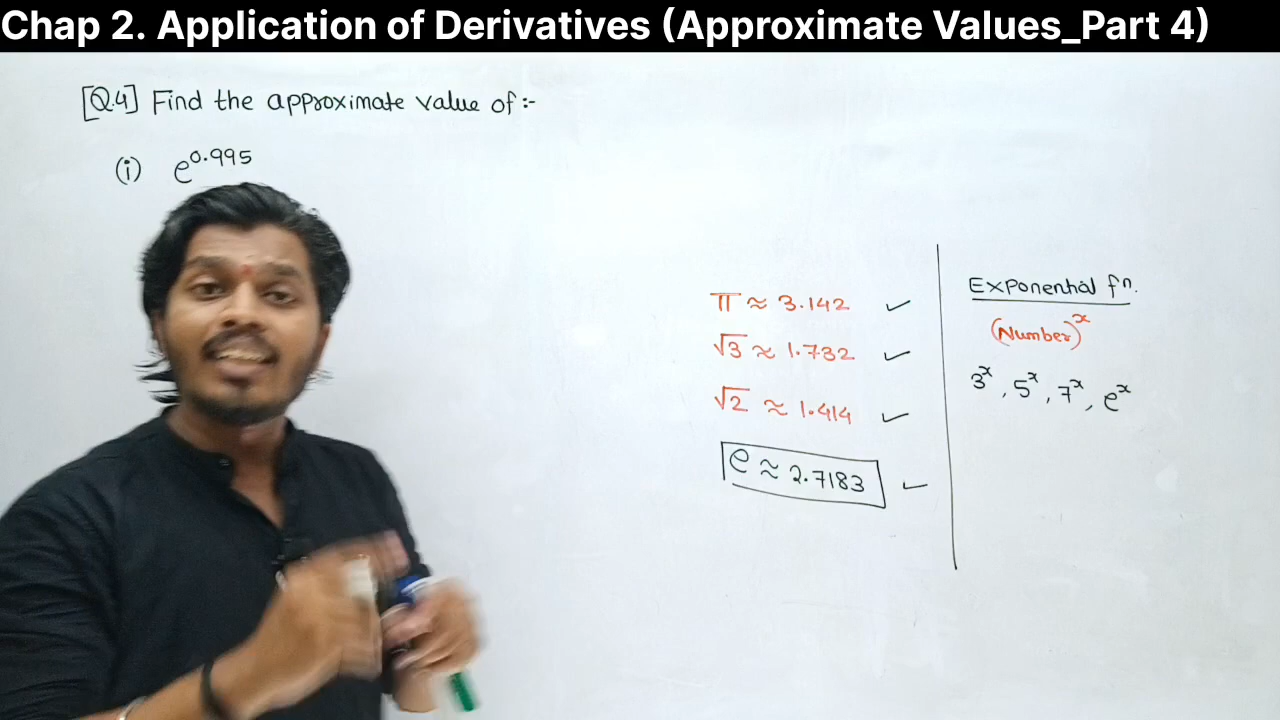 Chap 2. Application of Derivatives (Approximate Values_Part 4)
[Q.4] Find the approximate value of :-
(i) e^0.995
π ≈ 3.142 ✓
√3 ≈ 1.732 ✓
√2 ≈ 1.414 ✓
e ≈ 2.7183 ✓
Exponential fn.
(Number)^x
3^x, 5^x, 7^x, e^x